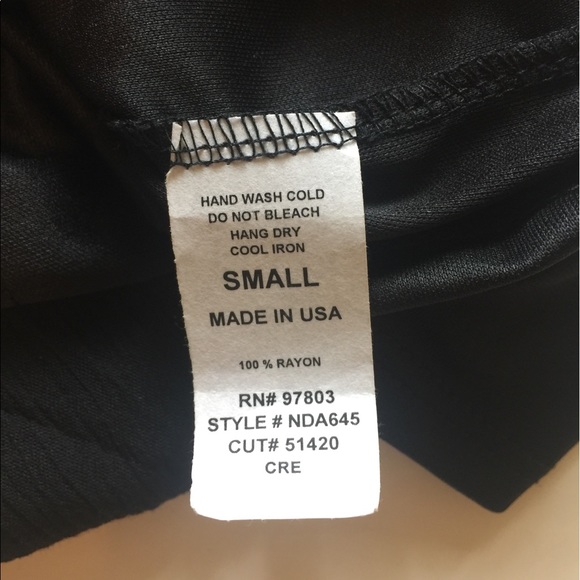 HAND WASH COLD
DO NOT BLEACH
HANG DRY
COOL IRON
SMALL
MADE IN USA
100 % RAYON
RN# 97803
STYLE # NDA645
CUT# 51420
CRE